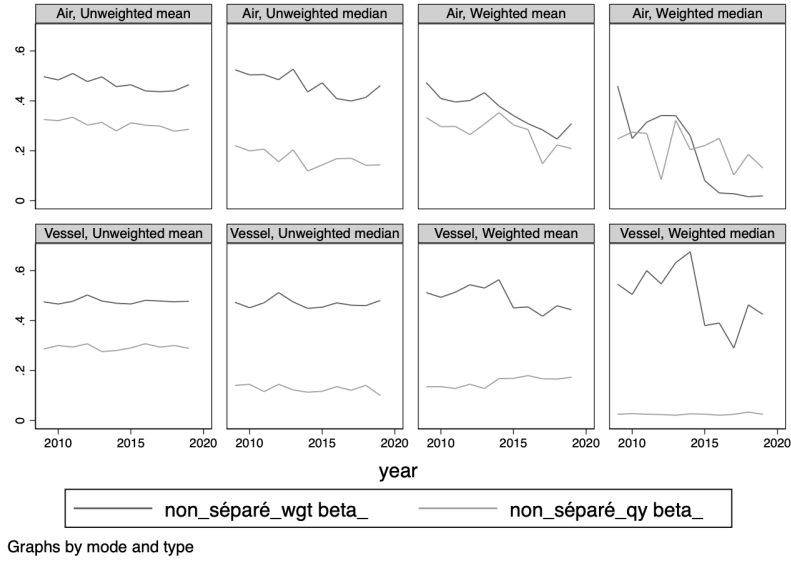 Air, Unweighted mean
Air, Unweighted median
Air, Weighted mean
Air, Weighted median
.6
.4
.2
0
Vessel, Unweighted mean
Vessel, Unweighted median
Vessel, Weighted mean
Vessel, Weighted median
.6
.4
.2
0
2010 2015 2020
2010 2015 2020
2010 2015 2020
2010 2015 2020
year
non_séparé_wgt beta_
non_séparé_qy beta_
Graphs by mode and type